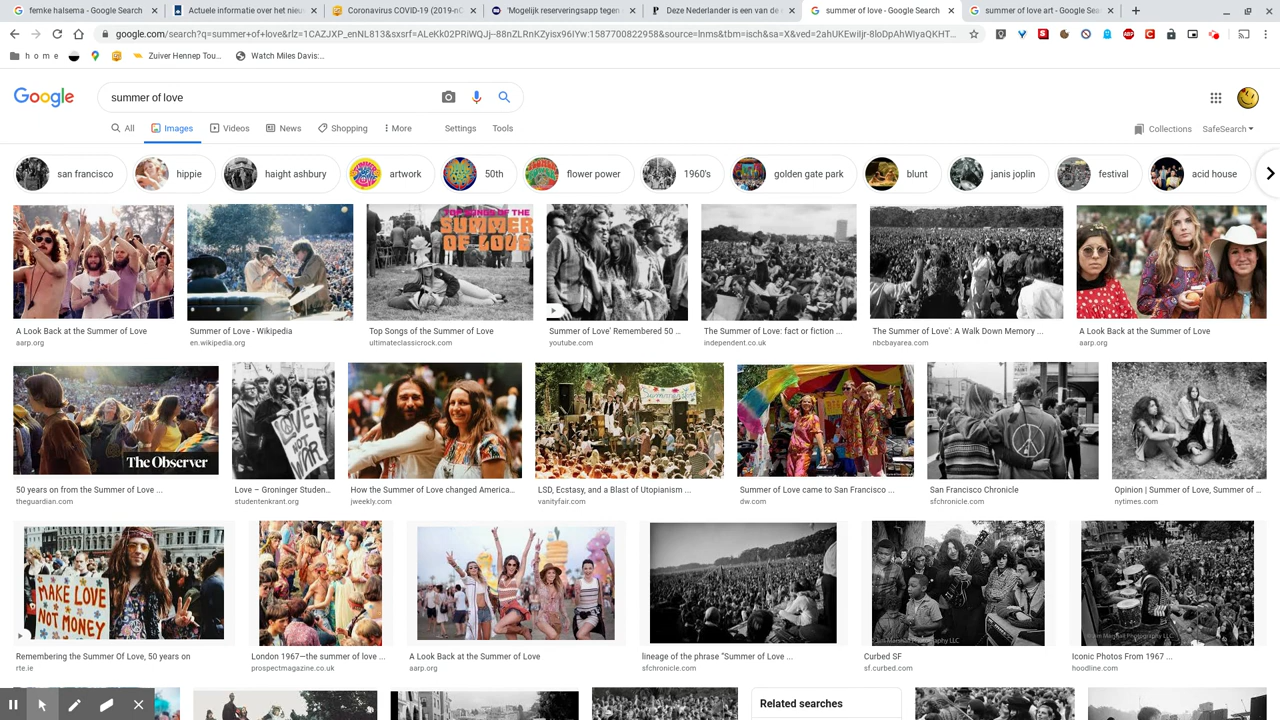 femke halsema - Google Search
Actuele informatie over het nieu
Coronavirus COVID-19 (2019-nC
'Mogelijk reserveringsapp tegen
Deze Nederlander is een van de
summer of love - Google Search
summer of love art - Google Sea
google.com/search?q=summer+of+love&rlz=1CAZJXP_enNL813&sxsrf=ALeKk02PRiWQJj-88nZLRnKZyisx96IYw:1587700822958&source=lnms&tbm=isch&sa=X&ved=2ahUKEwiIjr-8loDpAhWIyaQKHT...
h o m e
Zuiver Hennep Tou...
Watch Miles Davis:...
Google
summer of love
All Images Videos News Shopping More Settings Tools
Collections SafeSearch
san francisco
hippie
haight ashbury
artwork
50th
flower power
1960's
golden gate park
blunt
janis joplin
festival
acid house
TOP SONGS OF THE
SUMMER
OF LOVE
A Look Back at the Summer of Love
aarp.org
Summer of Love - Wikipedia
en.wikipedia.org
Top Songs of the Summer of Love
ultimateclassicrock.com
Summer of Love' Remembered 50 ...
youtube.com
The Summer of Love: fact or fiction ...
independent.co.uk
The Summer of Love': A Walk Down Memory ...
nbcbayarea.com
A Look Back at the Summer of Love
aarp.org
The Observer
LOVE
NOT
WAR
50 years on from the Summer of Love ...
theguardian.com
Love – Groninger Studen...
studentenkrant.org
How the Summer of Love changed America...
jweekly.com
LSD, Ecstasy, and a Blast of Utopianism ...
vanityfair.com
Summer of Love came to San Francisco ...
dw.com
San Francisco Chronicle
sfchronicle.com
Opinion | Summer of Love, Summer of ...
nytimes.com
MAKE LOVE
NOT MONEY
Jim Marshall Photography LLC
© Jim Marshall Photographs LLC
Remembering the Summer Of Love, 50 years on
rte.ie
London 1967—the summer of love ...
prospectmagazine.co.uk
A Look Back at the Summer of Love
aarp.org
lineage of the phrase "Summer of Love ...
sfchronicle.com
Curbed SF
sf.curbed.com
Iconic Photos From 1967 ...
hoodline.com
Related searches